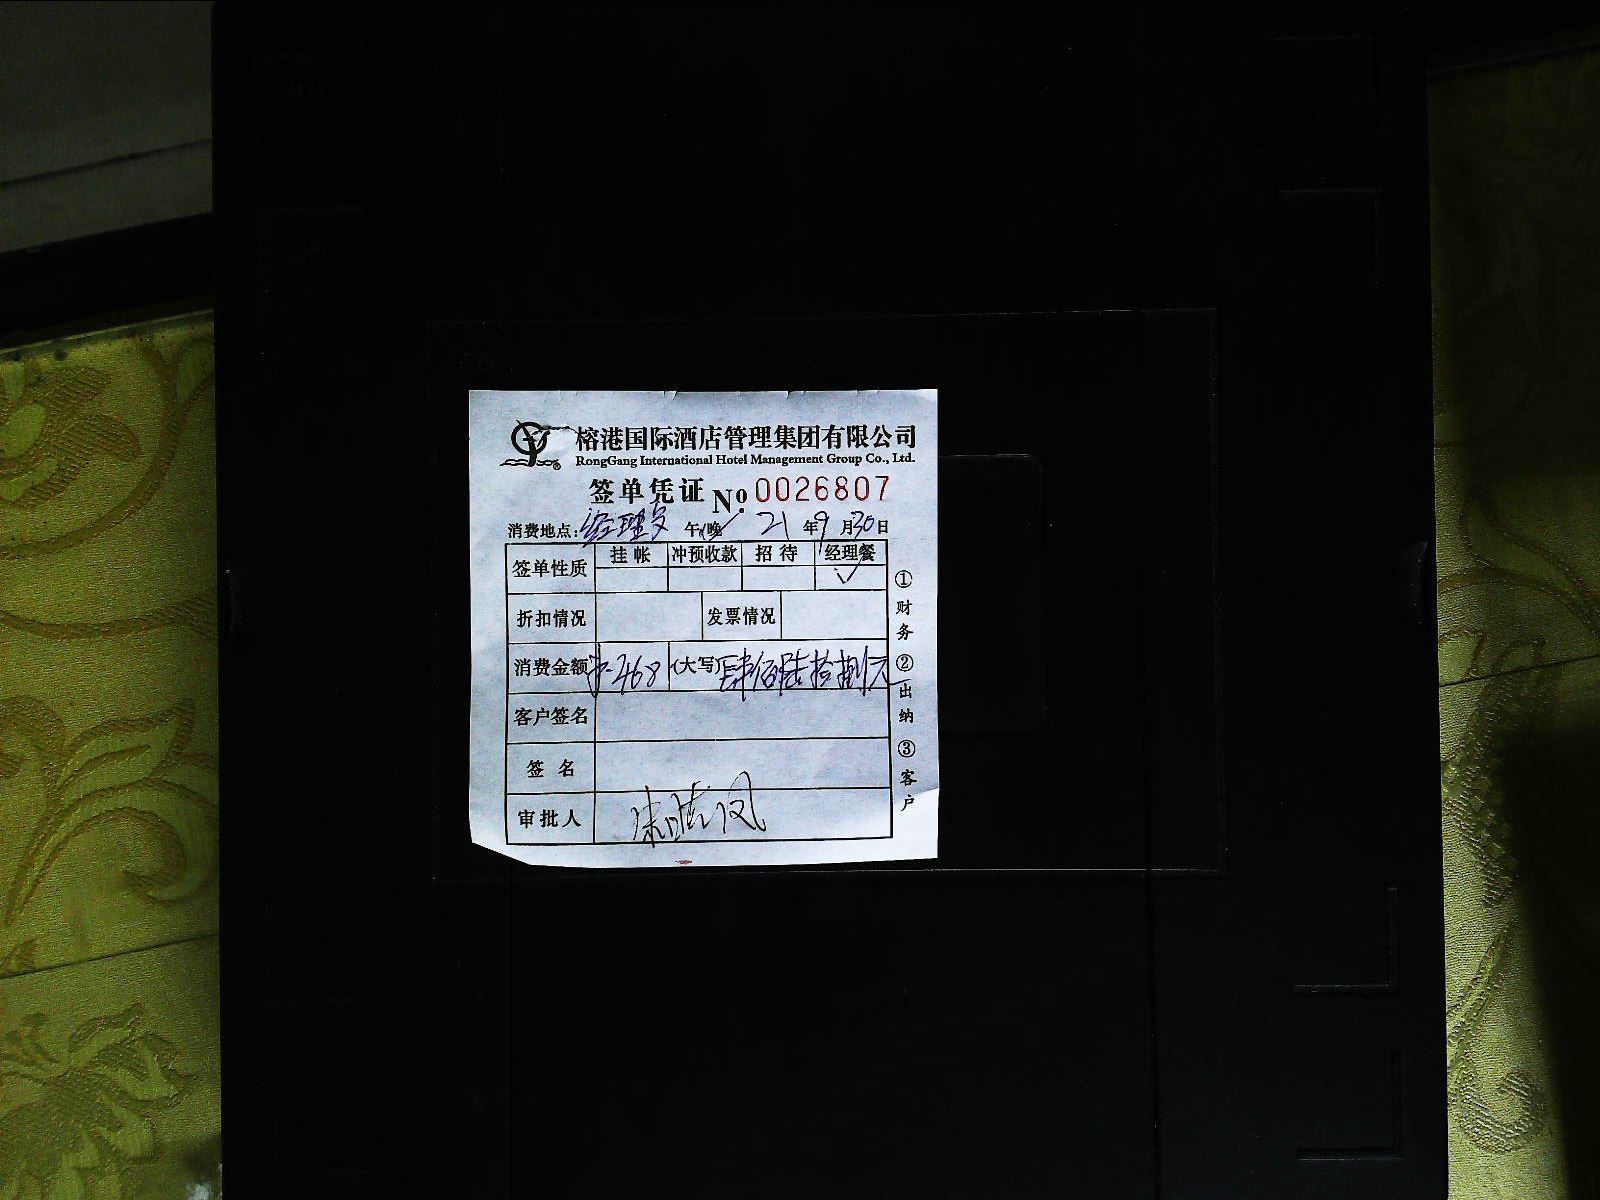 榕港国际酒店管理集团有限公司
RongGang International Hotel Management Group Co., Ltd.
签单凭证 No: 0026807
消费地点: 经理 午/晚 21年9月30日
签单性质 挂帐 冲预收款 招待 经理餐
✓
折扣情况 发票情况
消费金额 468 (大写) 肆佰陆拾捌元
客户签名
签名
审批人
①财务 ②出纳 ③客户